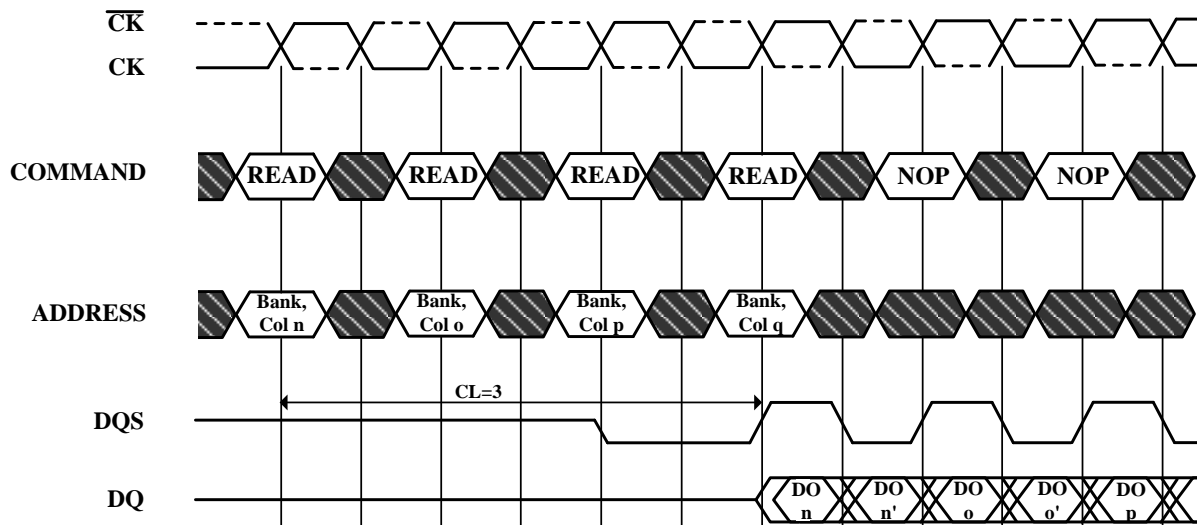 CK
CK
COMMAND
READ READ READ READ NOP NOP
ADDRESS
Bank, Col n
Bank, Col o
Bank, Col p
Bank, Col q
CL=3
DQS
DQ
DO n
DO n'
DO o
DO o'
DO p